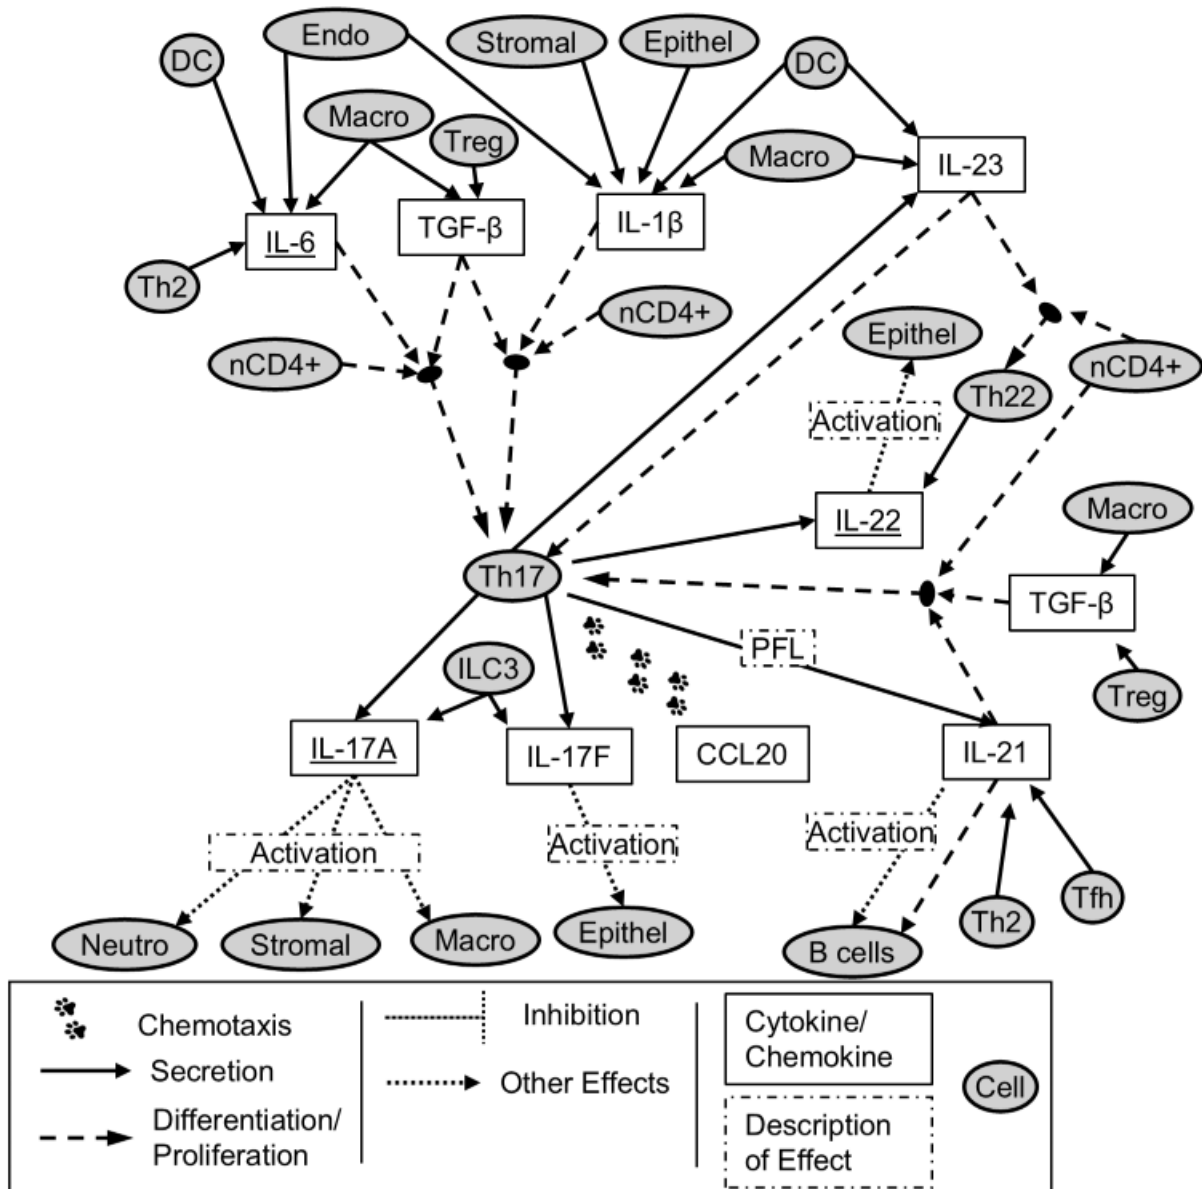 Endo
Stromal
Epithel
DC
DC
Macro
Treg
Macro
IL-23
IL-6
TGF-β
IL-1β
Th2
nCD4+
nCD4+
Epithel
nCD4+
Th22
Activation
IL-22
Macro
Th17
TGF-β
PFL
ILC3
Treg
IL-17A
IL-17F
CCL20
IL-21
Activation
Activation
Activation
Tfh
Th2
Neutro
Stromal
Macro
Epithel
B cells
Chemotaxis
Secretion
Differentiation/
Proliferation
Inhibition
Other Effects
Cytokine/
Chemokine
Description
of Effect
Cell